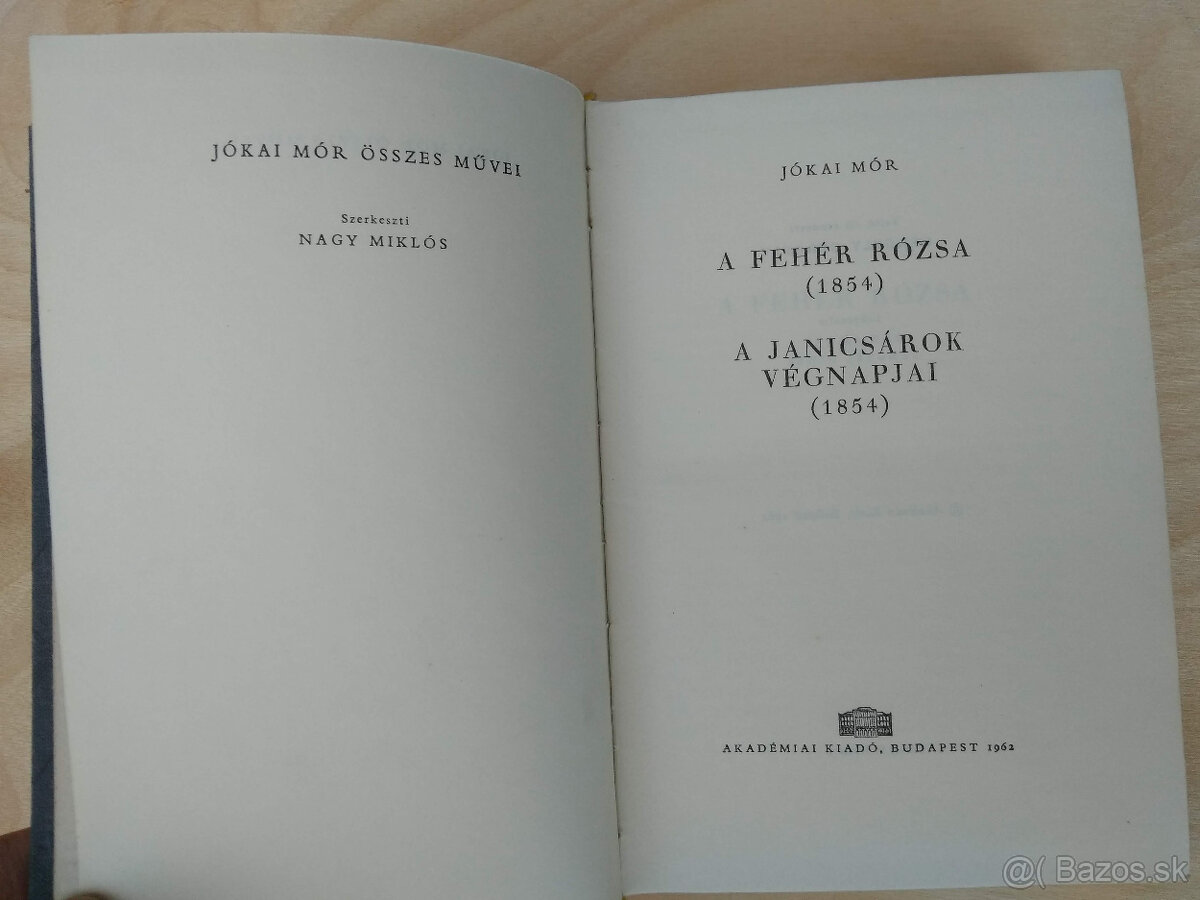 JÓKAI MÓR ÖSSZES MŰVEI
Szerkeszti
NAGY MIKLÓS
JÓKAI MÓR
A FEHÉR RÓZSA
(1854)
A JANICSÁROK
VÉGNAPJAI
(1854)
AKADÉMIAI KIADÓ, BUDAPEST 1962
@( Bazos.sk